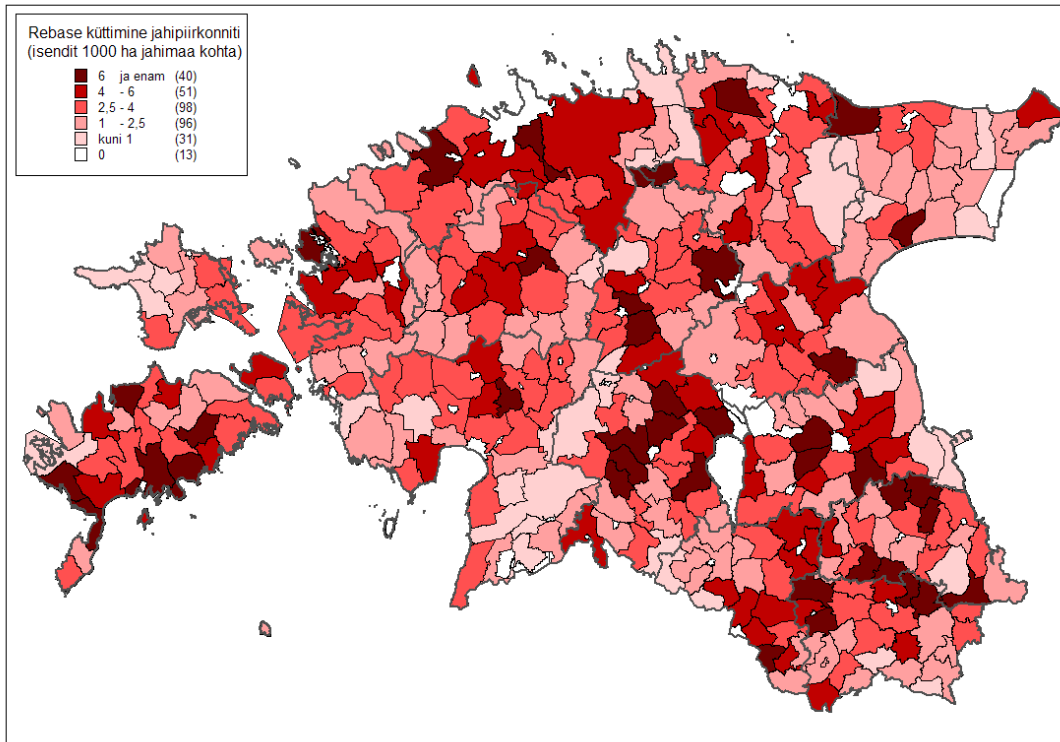 Rebase küttimine jahipiirkonniti
(isendit 1000 ha jahimaa kohta)
6 ja enam (40)
4 - 6 (51)
2,5 - 4 (98)
1 - 2,5 (96)
kuni 1 (31)
0 (13)